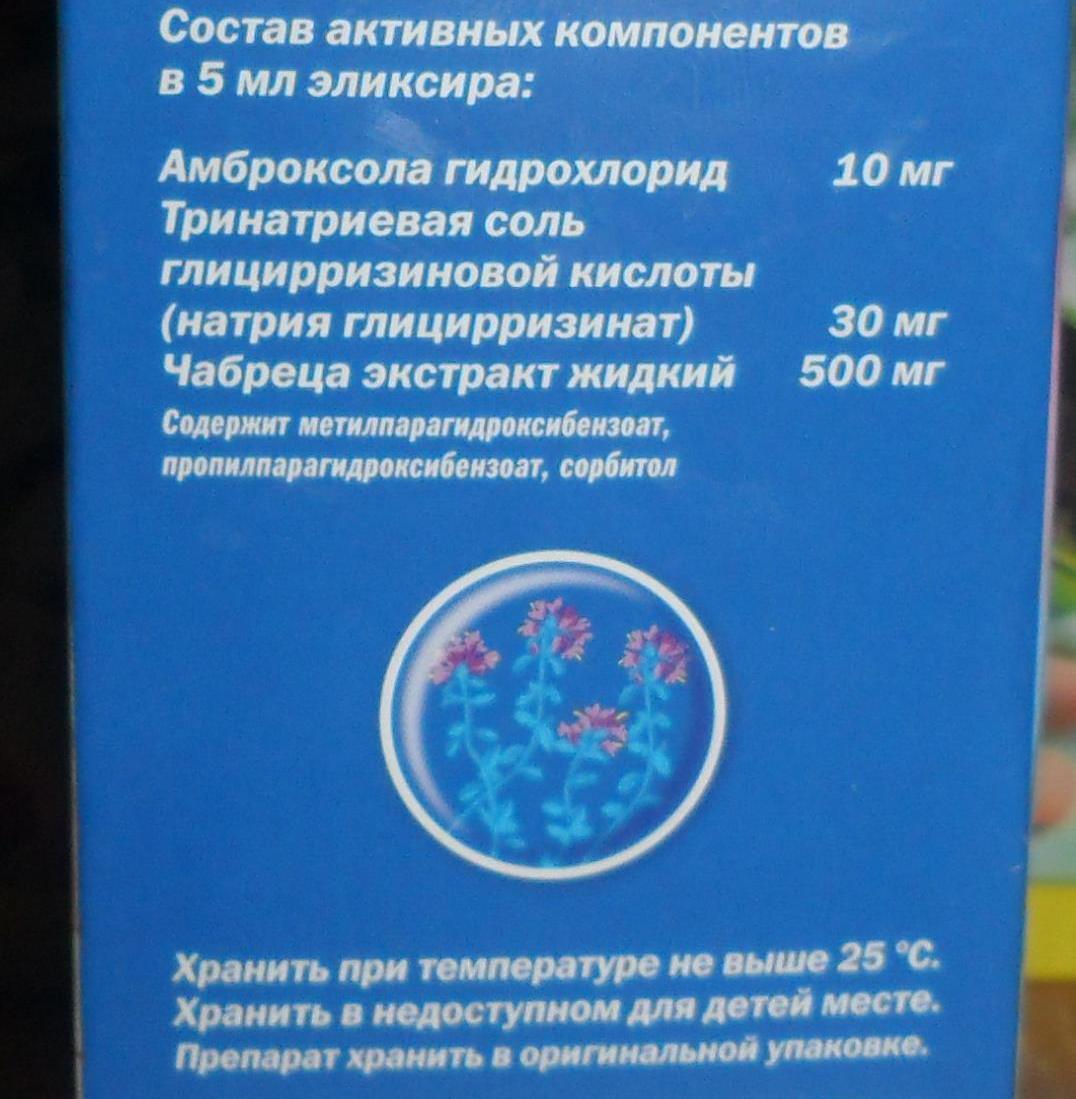 Состав активных компонентов
в 5 мл эликсира:
Амброксола гидрохлорид 10 мг
Тринатриевая соль
глицирризиновой кислоты
(натрия глицирризинат) 30 мг
Чабреца экстракт жидкий 500 мг
Содержит метилпарагидроксибензоат,
пропилпарагидроксибензоат, сорбитол
Хранить при температуре не выше 25 °С.
Хранить в недоступном для детей месте.
Препарат хранить в оригинальной упаковке.